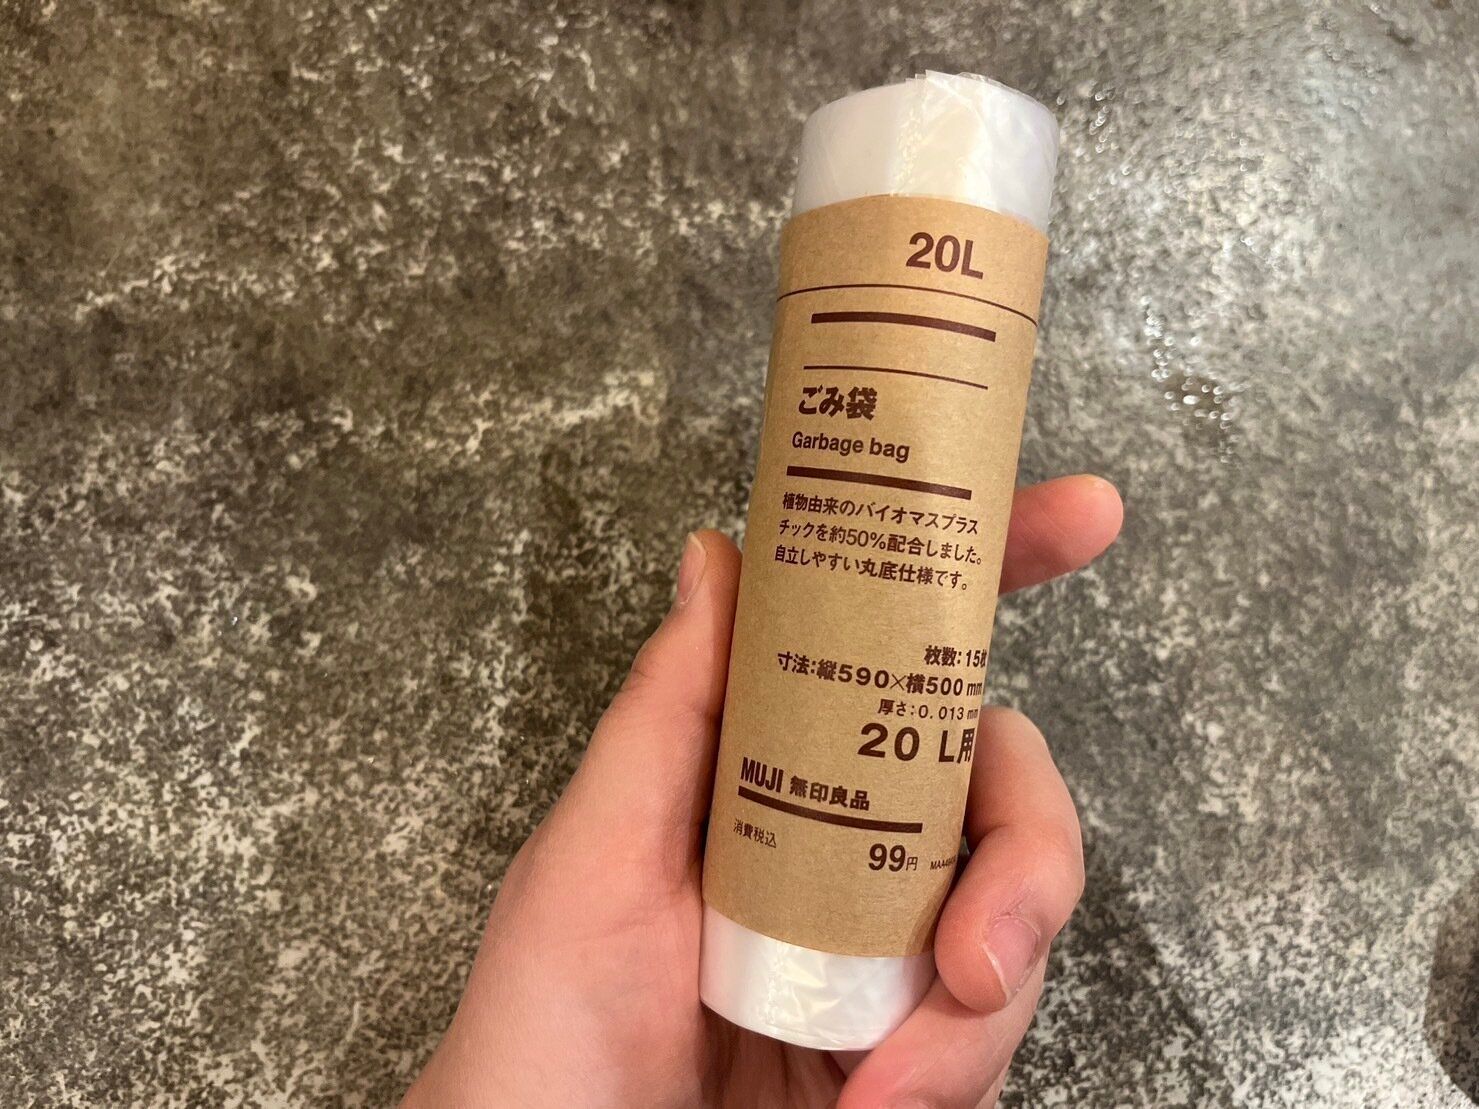 20L
ごみ袋
Garbage bag
植物由来のバイオマスプラス
チックを約50%配合しました。
自立しやすい丸底仕様です。
枚数:15枚
寸法:縦590×横500 mm
厚さ:0.013 mm
20 L用
MUJI 無印良品
消費税込
99円